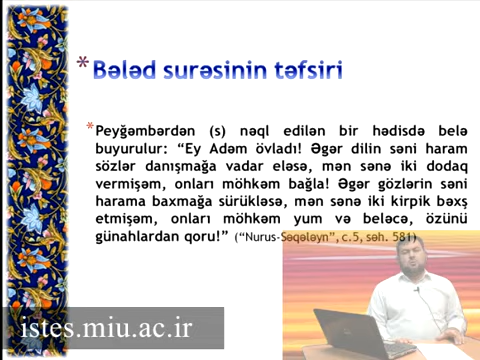 * Bələd surəsinin təfsiri
* Peyğəmbərdən (s) nəql edilən bir hədisdə belə
buyurulur: “Ey Adəm övladı! Əgər dilin səni haram
sözlər danışmağa vadar eləsə, mən sənə iki dodaq
vermişəm, onları möhkəm bağla! Əgər gözlərin səni
harama baxmağa sürükləsə, mən sənə iki kirpik bəxş
etmişəm, onları möhkəm yum və beləcə, özünü
günahlardan qoru!” (“Nurus-Səqələyn”, c.5, səh. 581)
istes.miu.ac.ir